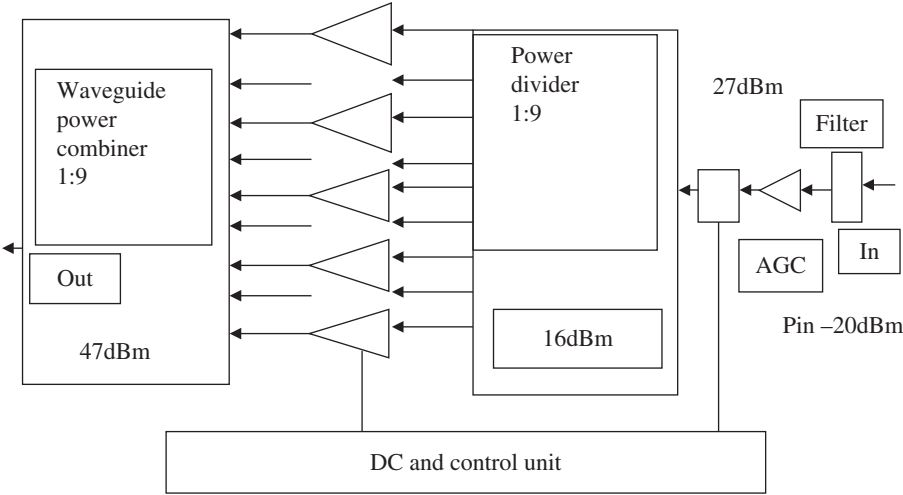 Waveguide
power
combiner
1:9
Out
47dBm
Power
divider
1:9
16dBm
27dBm
Filter
AGC
In
Pin –20dBm
DC and control unit